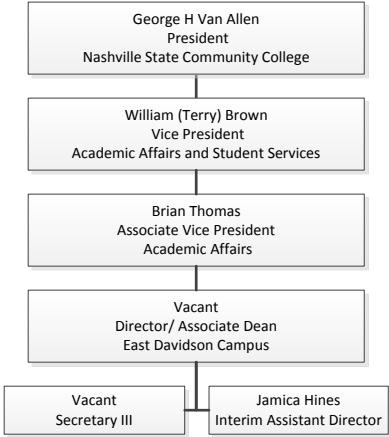 George H Van Allen
President
Nashville State Community College
William (Terry) Brown
Vice President
Academic Affairs and Student Services
Brian Thomas
Associate Vice President
Academic Affairs
Vacant
Director/ Associate Dean
East Davidson Campus
Vacant
Secretary III
Jamica Hines
Interim Assistant Director